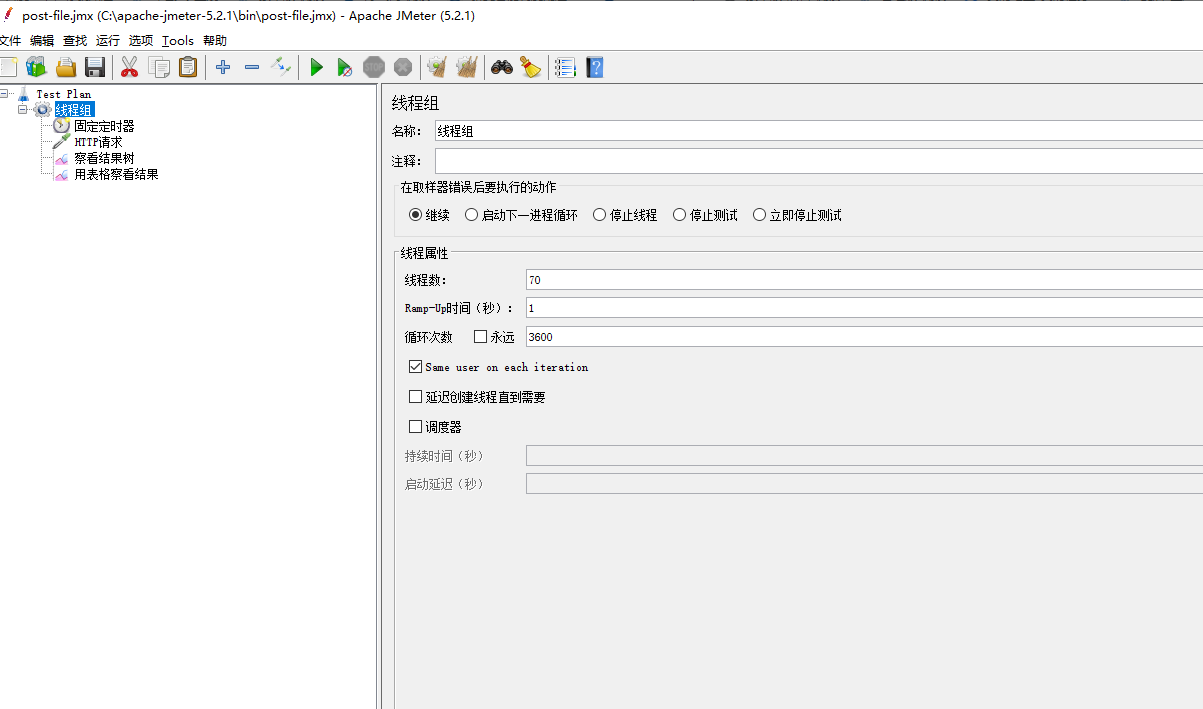 post-file.jmx (C:\apache-jmeter-5.2.1\bin\post-file.jmx) - Apache JMeter (5.2.1)
文件 编辑 查找 运行 选项 Tools 帮助
STOP
Test Plan
线程组
固定定时器
HTTP请求
察看结果树
用表格察看结果
线程组
名称： 线程组
注释：
在取样器错误后要执行的动作
继续 启动下一进程循环 停止线程 停止测试 立即停止测试
线程属性
线程数： 70
Ramp-Up时间（秒）： 1
循环次数 永远 3600
Same user on each iteration
延迟创建线程直到需要
调度器
持续时间（秒）
启动延迟（秒）